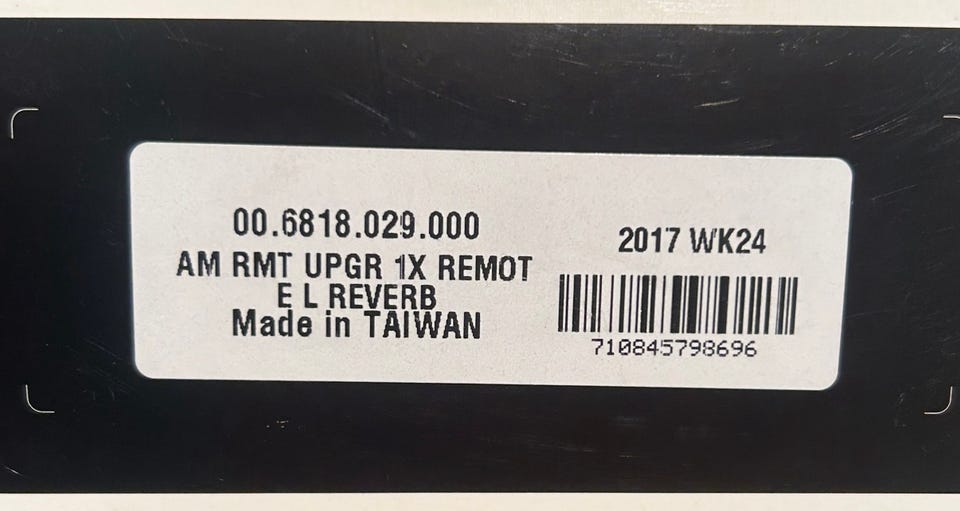 00.6818.029.000
AM RMT UPGR 1X REMOT
E L REVERB
Made in TAIWAN
2017 WK24
710845798696